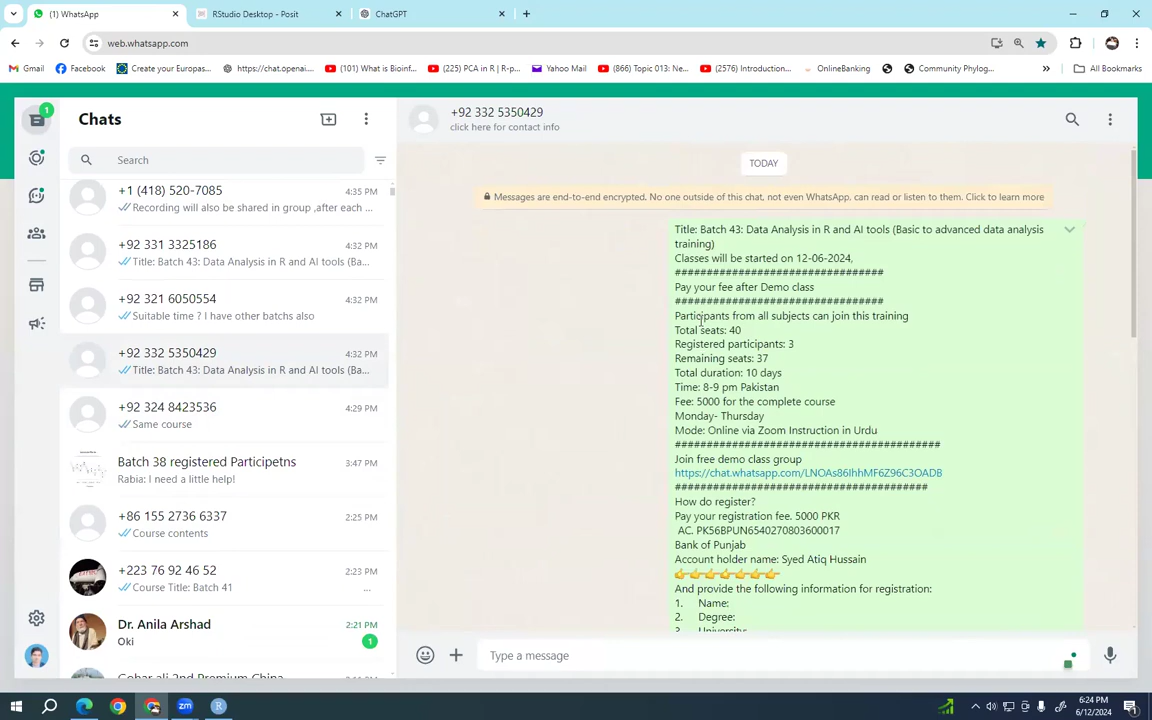 (1) WhatsApp
RStudio Desktop - Posit
ChatGPT
web.whatsapp.com
Gmail
Facebook
Create your Europas...
https://chat.openai....
(101) What is Bioinf...
(225) PCA in R | R-p...
Yahoo Mail
(866) Topic 013: Ne...
(2576) Introduction...
OnlineBanking
Community Phylog...
»
All Bookmarks
1
Chats
Search
+1 (418) 520-7085
4:35 PM
Recording will also be shared in group ,after each ...
+92 331 3325186
4:32 PM
Title: Batch 43: Data Analysis in R and AI tools (Ba...
+92 321 6050554
4:32 PM
Suitable time ? I have other batchs also
+92 332 5350429
4:32 PM
Title: Batch 43: Data Analysis in R and AI tools (Ba...
+92 324 8423536
4:29 PM
Same course
Batch 38 registered Participetns
3:47 PM
Rabia: I need a little help!
+86 155 2736 6337
2:25 PM
Course contents
+223 76 92 46 52
2:23 PM
Course Title: Batch 41 ...
Dr. Anila Arshad
2:21 PM
Oki
1
Gohar ali 2nd Premium China
+92 332 5350429
click here for contact info
TODAY
Messages are end-to-end encrypted. No one outside of this chat, not even WhatsApp, can read or listen to them. Click to learn more
Title: Batch 43: Data Analysis in R and AI tools (Basic to advanced data analysis
training)
Classes will be started on 12-06-2024,
#################################
Pay your fee after Demo class
#################################
Participants from all subjects can join this training
Total seats: 40
Registered participants: 3
Remaining seats: 37
Total duration: 10 days
Time: 8-9 pm Pakistan
Fee: 5000 for the complete course
Monday- Thursday
Mode: Online via Zoom Instruction in Urdu
##########################################
Join free demo class group
https://chat.whatsapp.com/LNOAs86IhhMF6Z96C3OADB
########################################
How do register?
Pay your registration fee. 5000 PKR
AC. PK56BPUN6540270803600017
Bank of Punjab
Account holder name: Syed Atiq Hussain
👉👉👉👉👉👉👉
And provide the following information for registration:
1. Name:
2. Degree:
3. University:
Type a message
zm
R
6:24 PM
6/12/2024
1